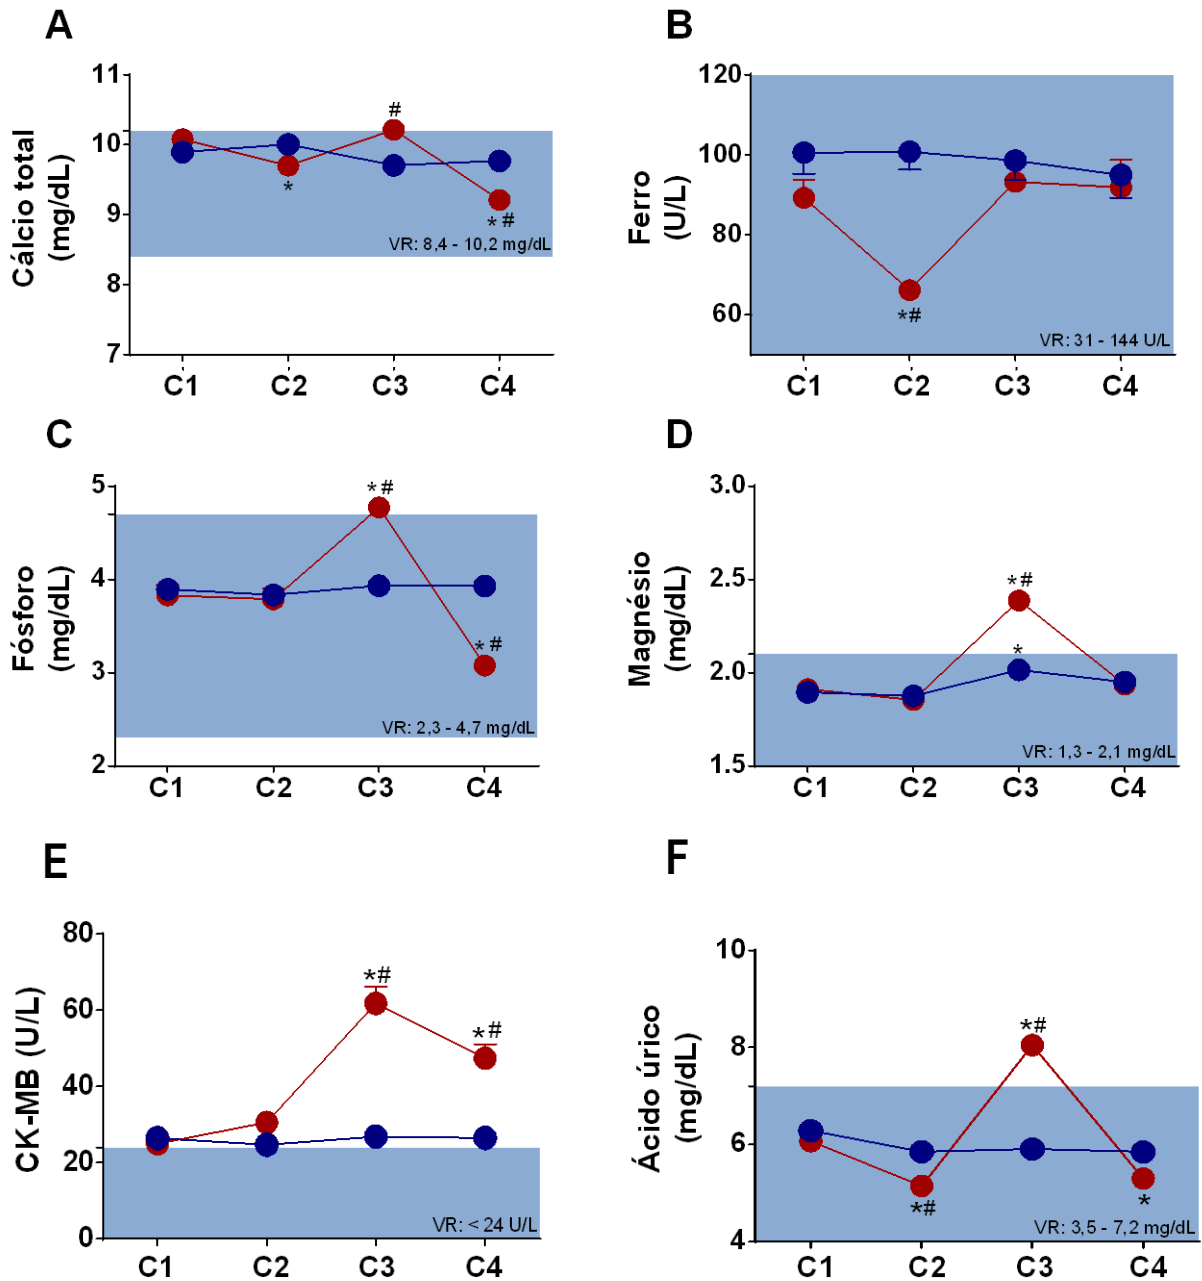 A
Cálcio total
(mg/dL)
11
10
9
8
7
#
*
* #
VR: 8,4 - 10,2 mg/dL
C1 C2 C3 C4
B
Ferro
(U/L)
120
100
80
60
*#
VR: 31 - 144 U/L
C1 C2 C3 C4
C
Fósforo
(mg/dL)
5
4
3
2
* #
* #
VR: 2,3 - 4,7 mg/dL
C1 C2 C3 C4
D
Magnésio
(mg/dL)
3.0
2.5
2.0
1.5
*#
*
VR: 1,3 - 2,1 mg/dL
C1 C2 C3 C4
E
CK-MB (U/L)
80
60
40
20
0
*#
*#
VR: < 24 U/L
C1 C2 C3 C4
F
Ácido úrico
(mg/dL)
10
8
6
4
*#
*#
*
VR: 3,5 - 7,2 mg/dL
C1 C2 C3 C4